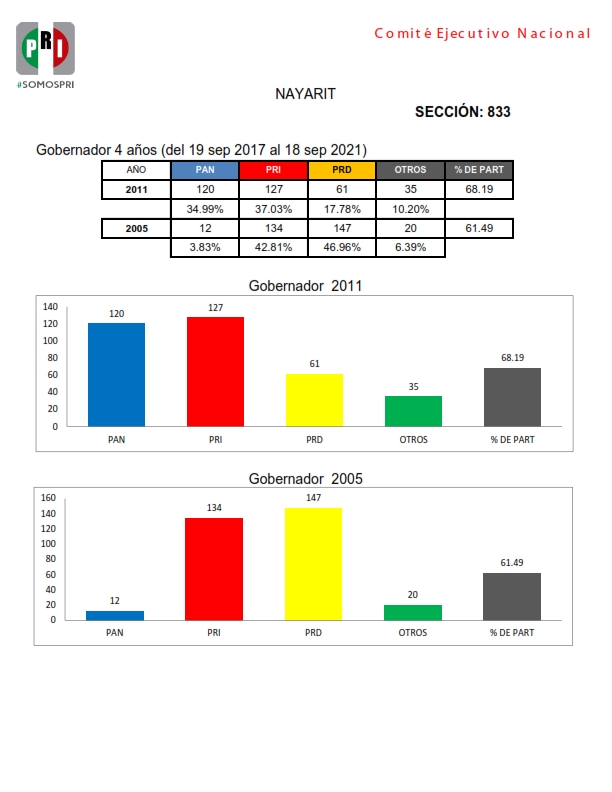 Comité Ejecutivo Nacional
PRI
#SOMOSPRI
NAYARIT
SECCIÓN: 833
Gobernador 4 años (del 19 sep 2017 al 18 sep 2021)
AÑO PAN PRI PRD OTROS % DE PART
2011 120 127 61 35 68.19
34.99% 37.03% 17.78% 10.20%
2005 12 134 147 20 61.49
3.83% 42.81% 46.96% 6.39%
Gobernador 2011
140
120
100
80
60
40
20
0
120 127 61 35 68.19
PAN PRI PRD OTROS % DE PART
Gobernador 2005
160
140
120
100
80
60
40
20
0
12 134 147 20 61.49
PAN PRI PRD OTROS % DE PART